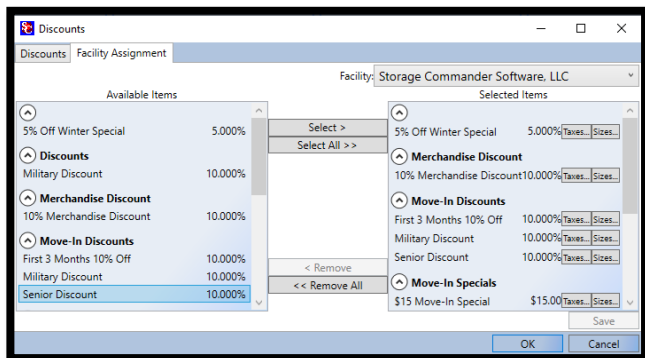 Discounts
Discounts Facility Assignment
Facility: Storage Commander Software, LLC
Available Items
5% Off Winter Special 5.000%
Discounts
Military Discount 10.000%
Merchandise Discount
10% Merchandise Discount 10.000%
Move-In Discounts
First 3 Months 10% Off 10.000%
Military Discount 10.000%
Senior Discount 10.000%
Select >
Select All >>
< Remove
<< Remove All
Selected Items
5% Off Winter Special 5.000% Taxes... Sizes...
Merchandise Discount
10% Merchandise Discount 10.000% Taxes... Sizes...
Move-In Discounts
First 3 Months 10% Off 10.000% Taxes... Sizes...
Military Discount 10.000% Taxes... Sizes...
Senior Discount 10.000% Taxes... Sizes...
Move-In Specials
$15 Move-In Special $15.00 Taxes... Sizes...
Save
OK Cancel